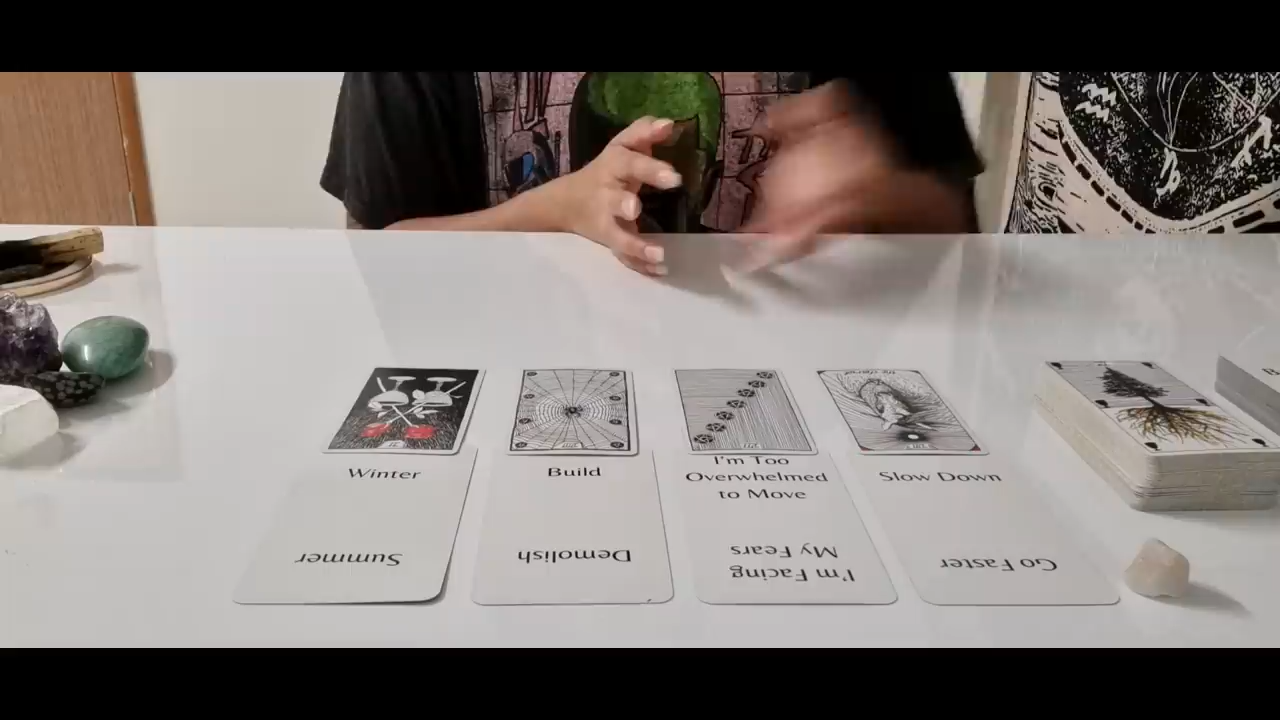 Winter
Summer
Build
Demolish
I'm Too
Overwhelmed
to Move
I'm Facing
My Fears
Slow Down
Go Faster